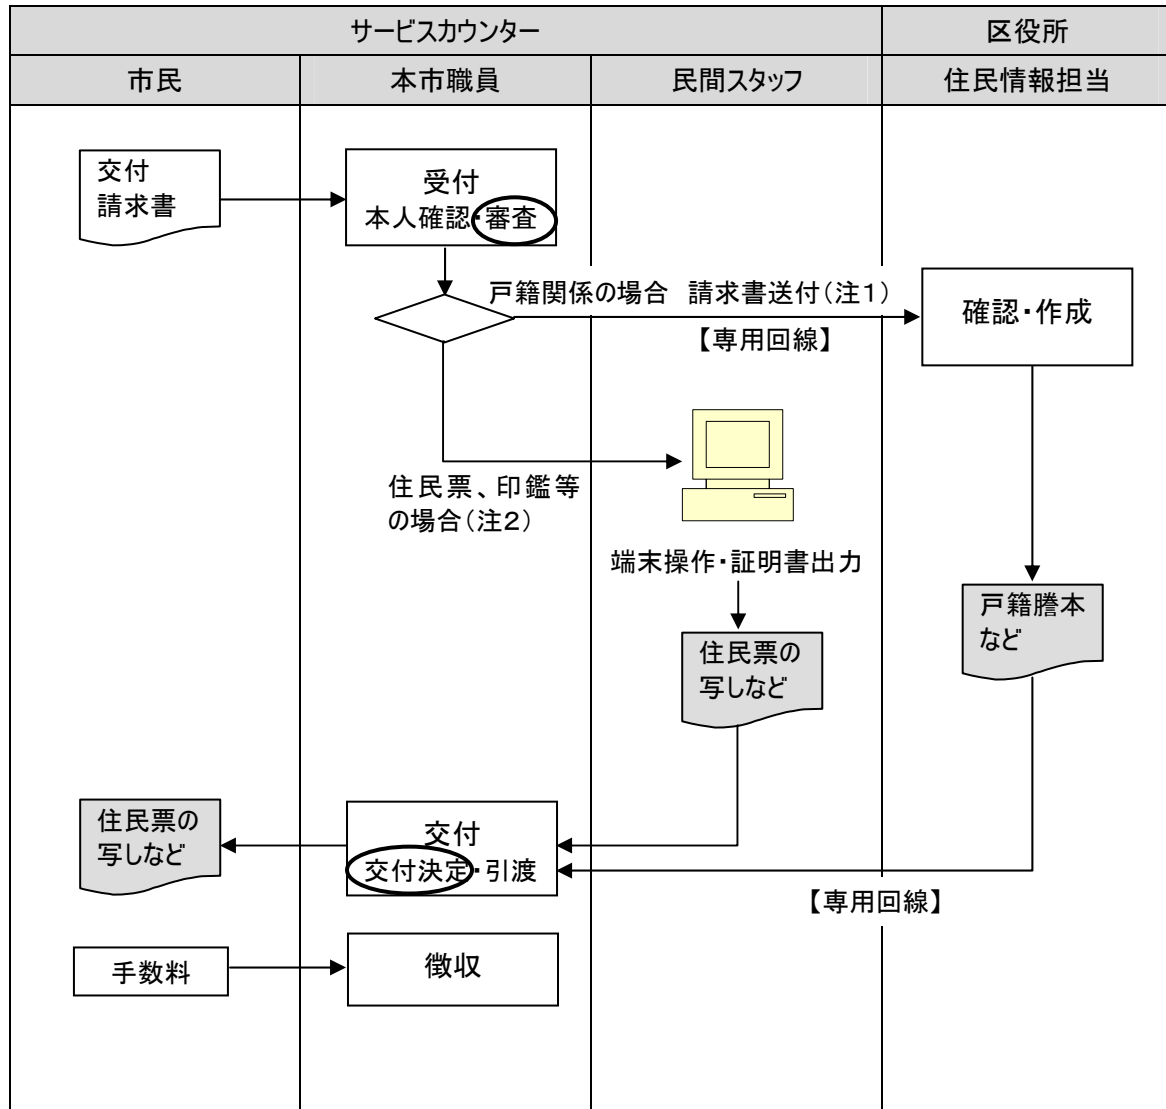 サービスカウンター
区役所
市民
本市職員
民間スタッフ
住民情報担当
交付
請求書
受付
本人確認・審査
戸籍関係の場合　請求書送付（注１）
【専用回線】
確認・作成
住民票、印鑑等
の場合（注２）
端末操作・証明書出力
住民票の
写しなど
戸籍謄本
など
住民票の
写しなど
交付
交付決定・引渡
【専用回線】
手数料
徴収